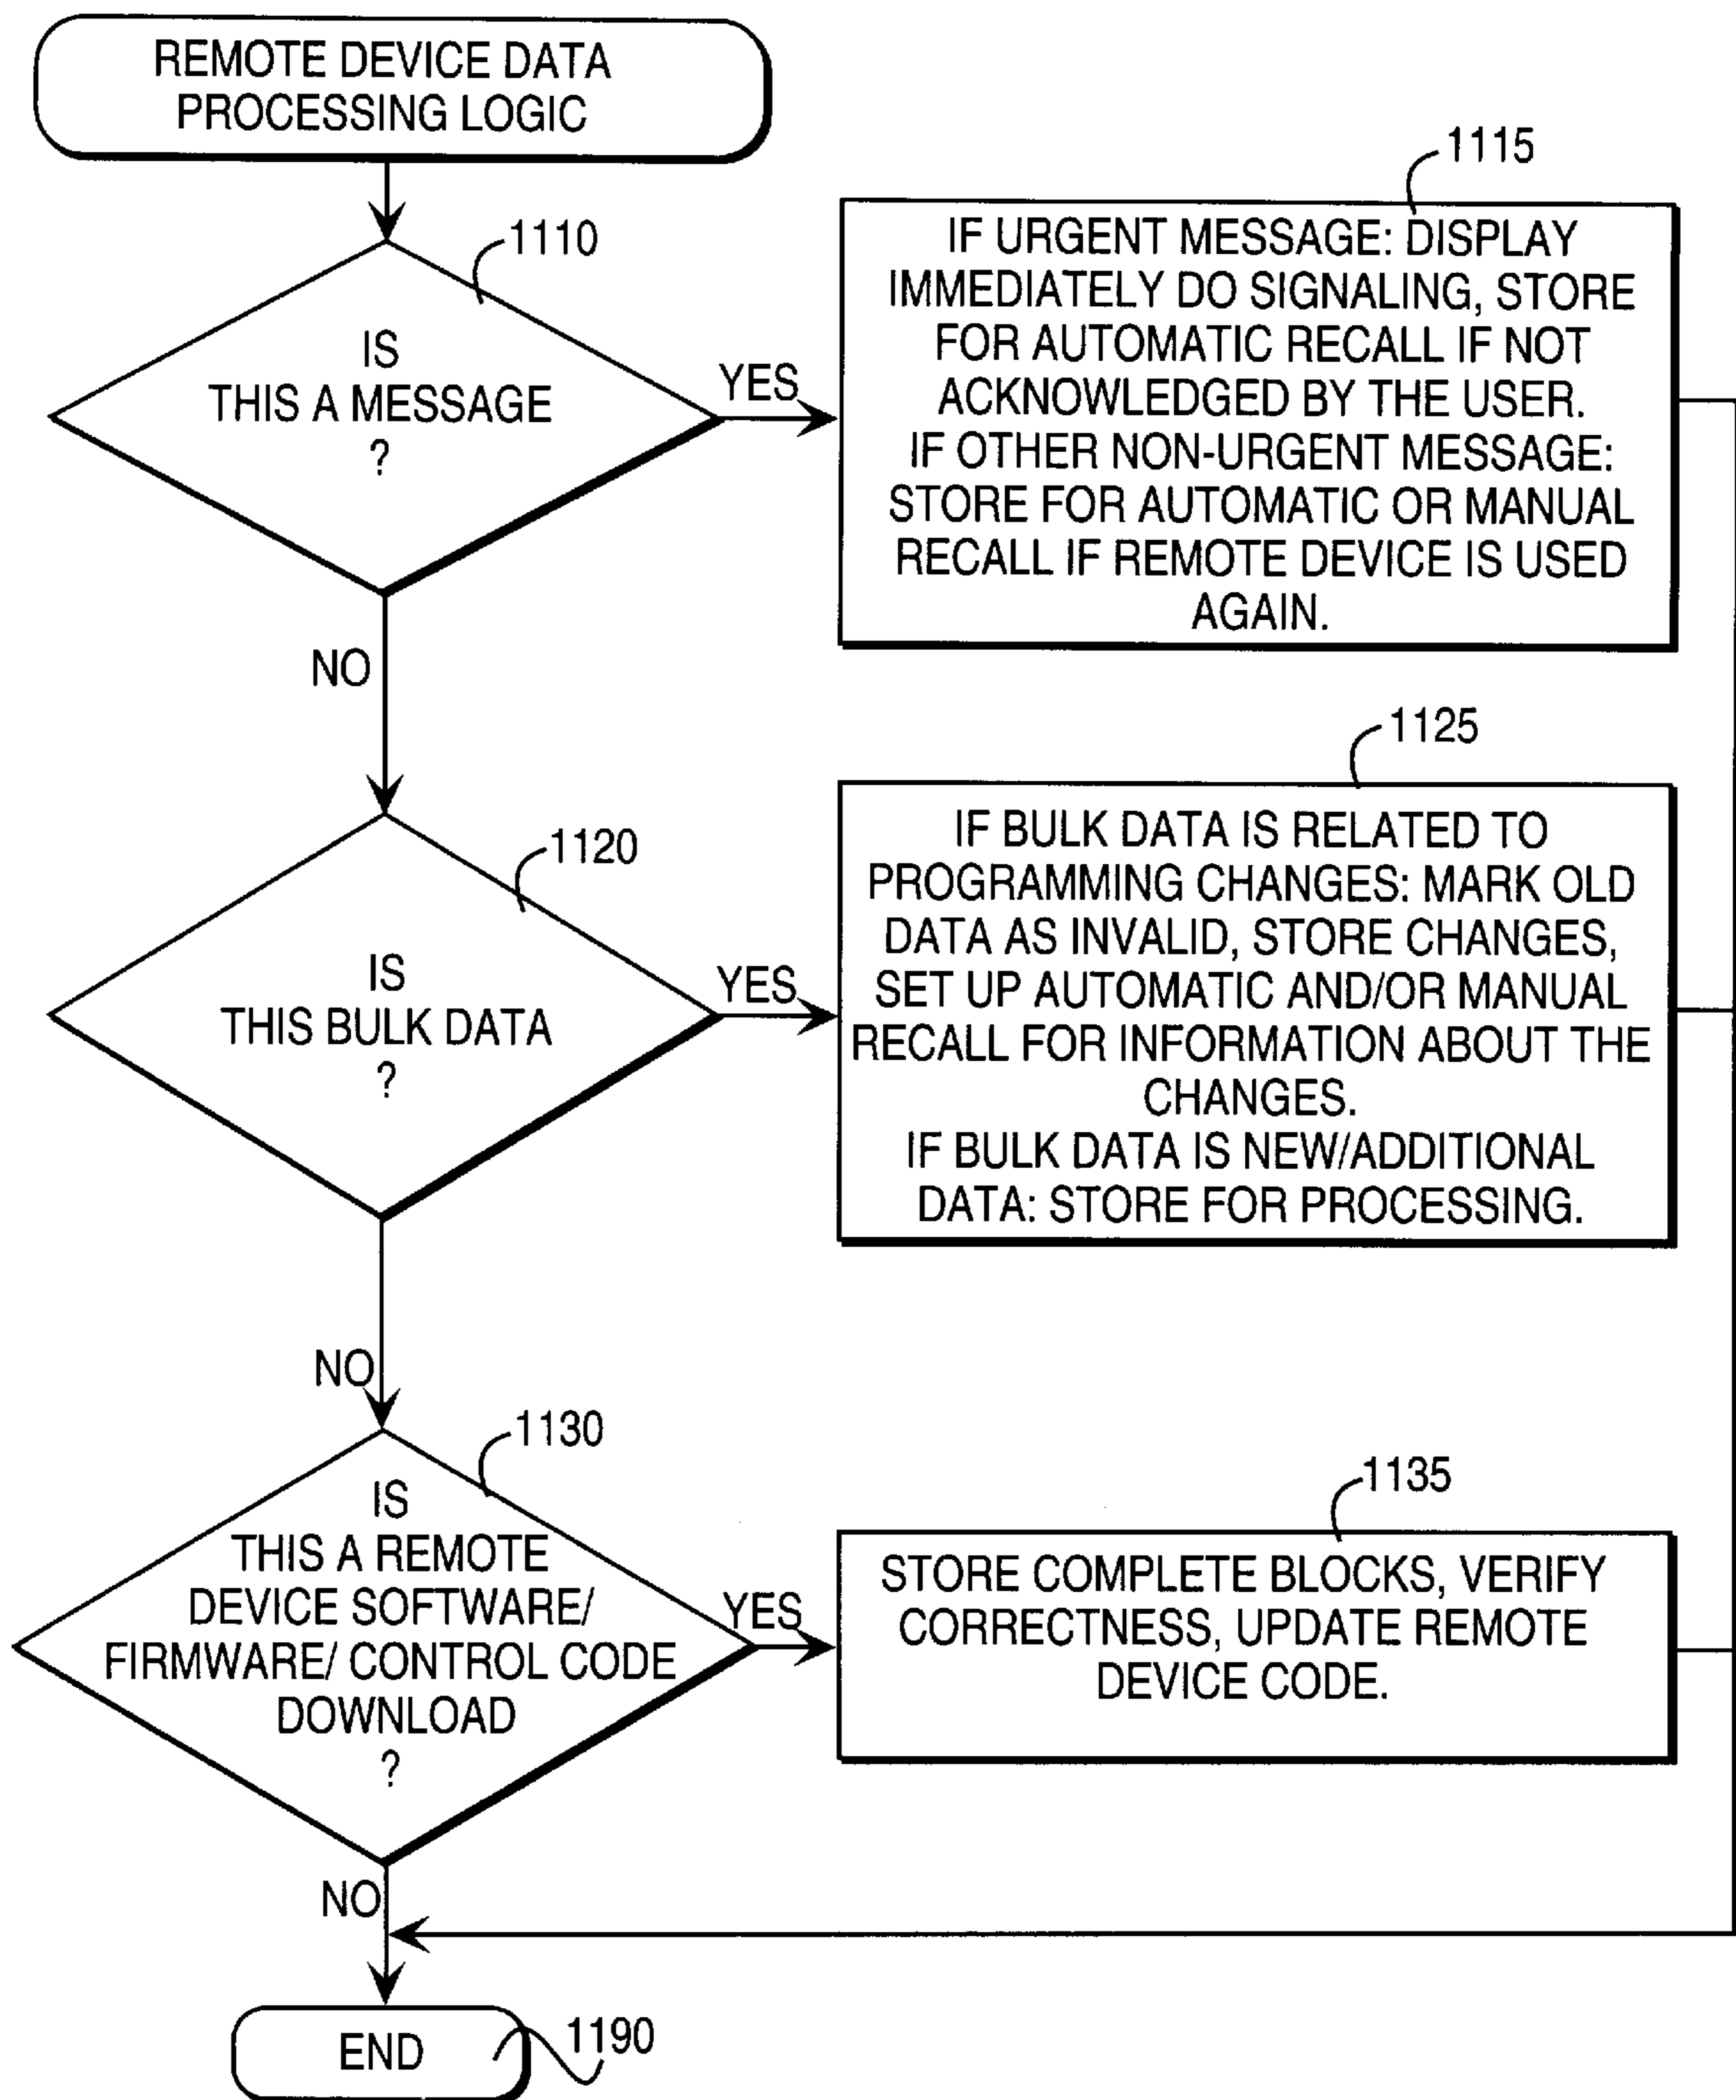 REMOTE DEVICE DATA
PROCESSING LOGIC
1110
IS
THIS A MESSAGE
?
YES
NO
1115
IF URGENT MESSAGE: DISPLAY
IMMEDIATELY DO SIGNALING, STORE
FOR AUTOMATIC RECALL IF NOT
ACKNOWLEDGED BY THE USER.
IF OTHER NON-URGENT MESSAGE:
STORE FOR AUTOMATIC OR MANUAL
RECALL IF REMOTE DEVICE IS USED
AGAIN.
1120
IS
THIS BULK DATA
?
YES
NO
1125
IF BULK DATA IS RELATED TO
PROGRAMMING CHANGES: MARK OLD
DATA AS INVALID, STORE CHANGES,
SET UP AUTOMATIC AND/OR MANUAL
RECALL FOR INFORMATION ABOUT THE
CHANGES.
IF BULK DATA IS NEW/ADDITIONAL
DATA: STORE FOR PROCESSING.
1130
IS
THIS A REMOTE
DEVICE SOFTWARE/
FIRMWARE/ CONTROL CODE
DOWNLOAD
?
YES
NO
1135
STORE COMPLETE BLOCKS, VERIFY
CORRECTNESS, UPDATE REMOTE
DEVICE CODE.
END
1190